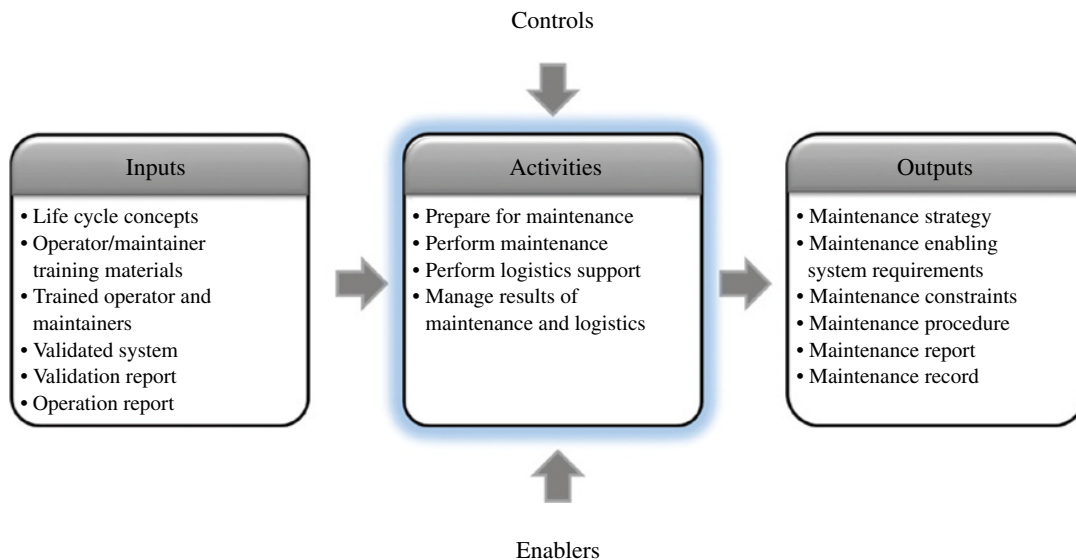 Controls
Inputs
• Life cycle concepts
• Operator/maintainer
training materials
• Trained operator and
maintainers
• Validated system
• Validation report
• Operation report
Activities
• Prepare for maintenance
• Perform maintenance
• Perform logistics support
• Manage results of
maintenance and logistics
Outputs
• Maintenance strategy
• Maintenance enabling
system requirements
• Maintenance constraints
• Maintenance procedure
• Maintenance report
• Maintenance record
Enablers